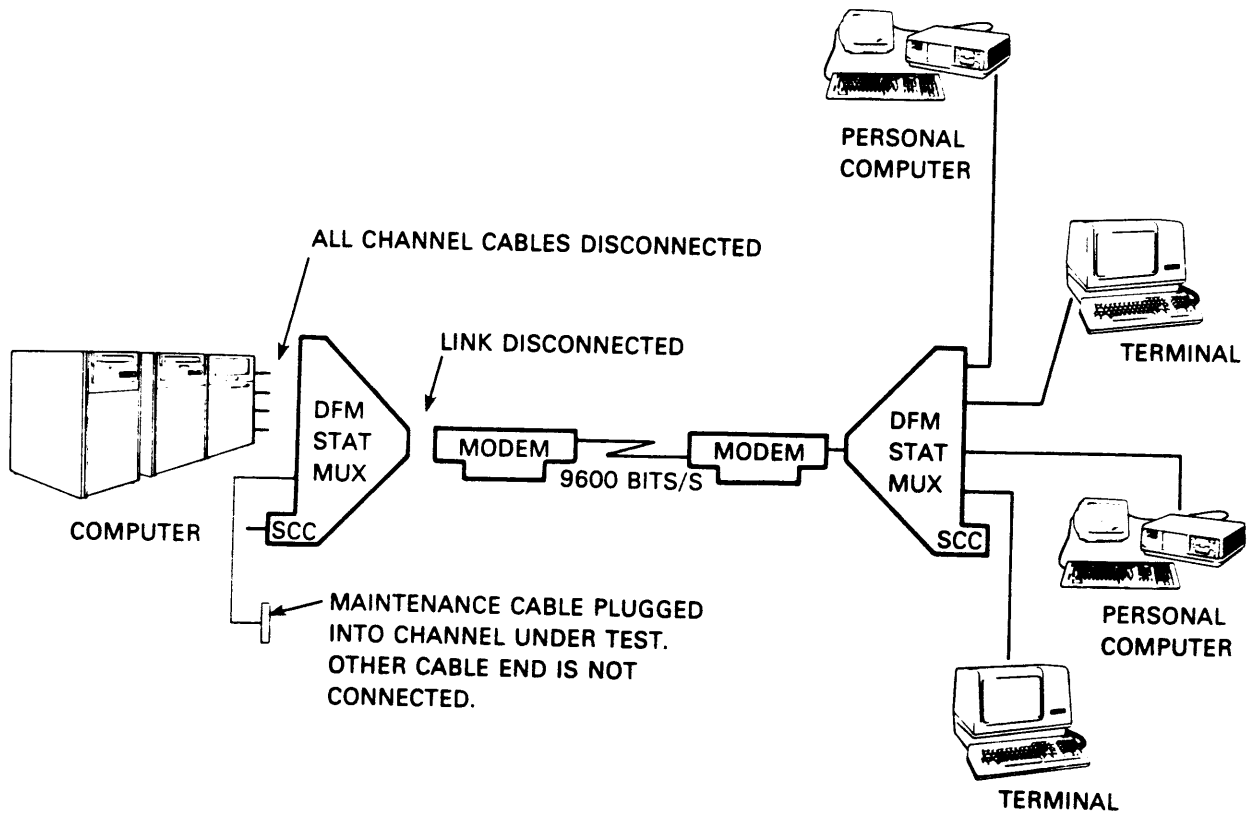 PERSONAL
COMPUTER
ALL CHANNEL CABLES DISCONNECTED
LINK DISCONNECTED
TERMINAL
DFM
STAT
MUX
SCC
COMPUTER
MODEM
9600 BITS/S
MODEM
DFM
STAT
MUX
SCC
MAINTENANCE CABLE PLUGGED
INTO CHANNEL UNDER TEST.
OTHER CABLE END IS NOT
CONNECTED.
PERSONAL
COMPUTER
TERMINAL